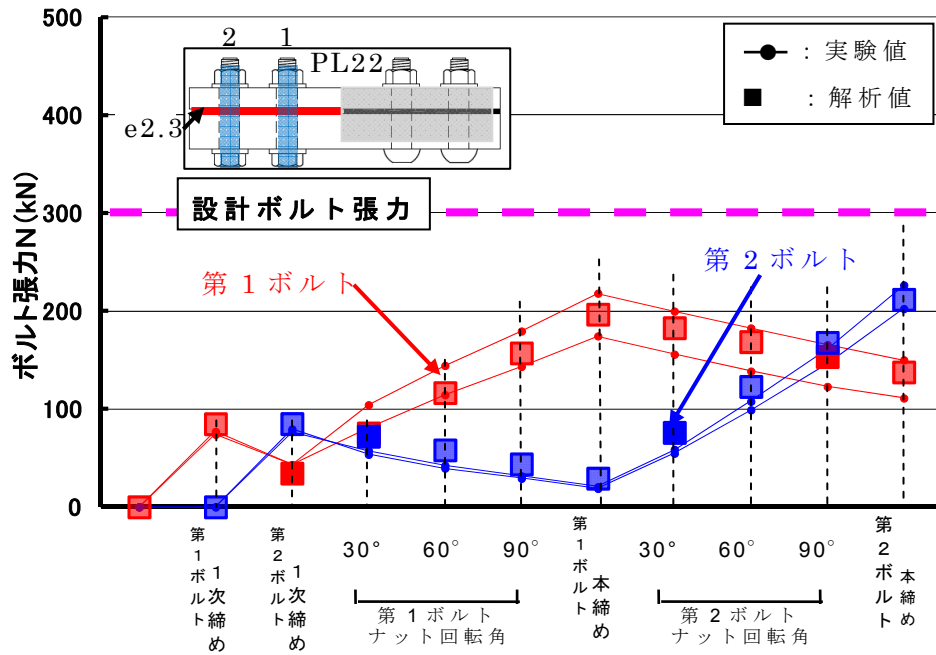 500
400
300
200
100
0
ボルト張力N(kN)
2 1
PL22
e2.3
: 実験値
: 解析値
設計ボルト張力
第1ボルト
第2ボルト
第1ボルト
1次締め
第2ボルト
1次締め
30°
60°
90°
第1ボルト
本締め
30°
60°
90°
第2ボルト
本締め
第1ボルト
ナット回転角
第2ボルト
ナット回転角